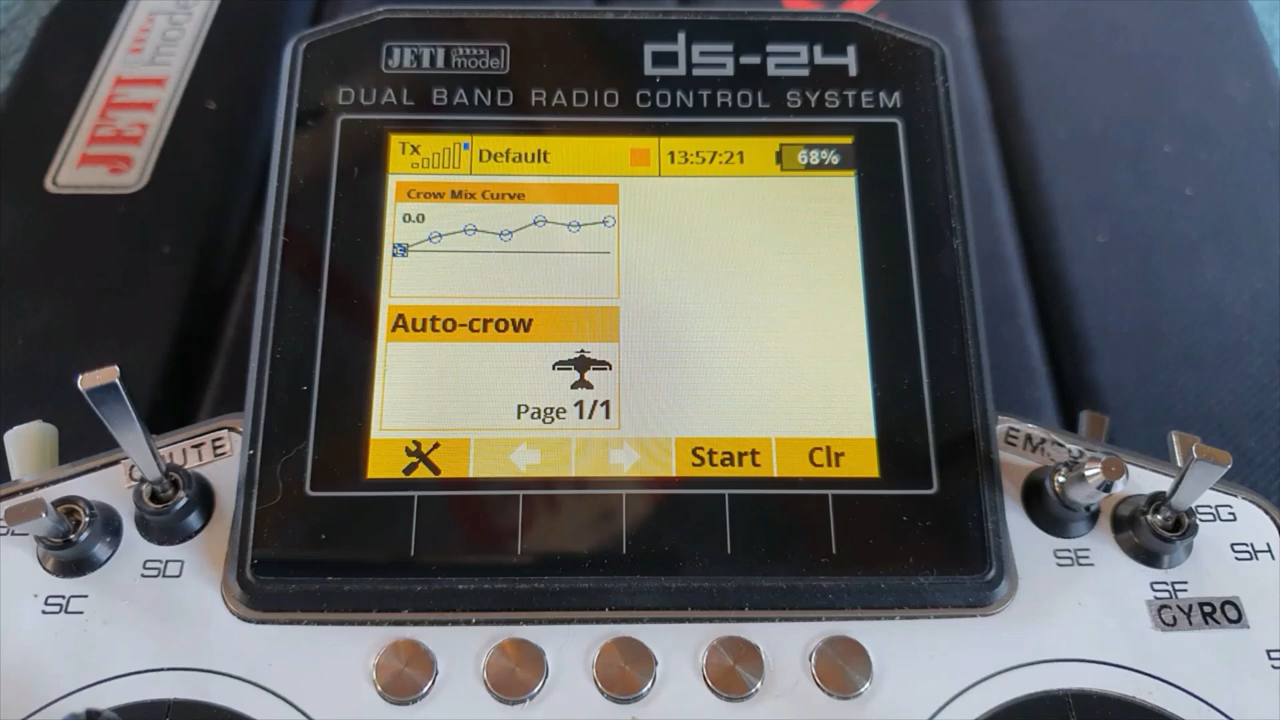 JETI model
JETI model
ds-24
DUAL BAND RADIO CONTROL SYSTEM
Tx
Default
13:57:21
68%
Crow Mix Curve
0.0
Auto-crow
Page 1/1
Start
Clr
SD
SC
SE
SG
SH
SF
GYRO